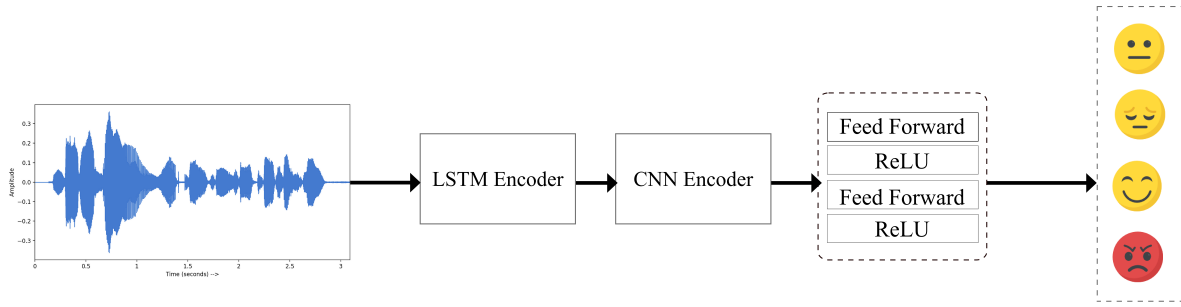 0.3
0.2
0.1
0.0
−0.1
−0.2
−0.3
Amplitude
0 0.5 1 1.5 2 2.5 3
Time (seconds) -->
LSTM Encoder
CNN Encoder
Feed Forward
ReLU
Feed Forward
ReLU